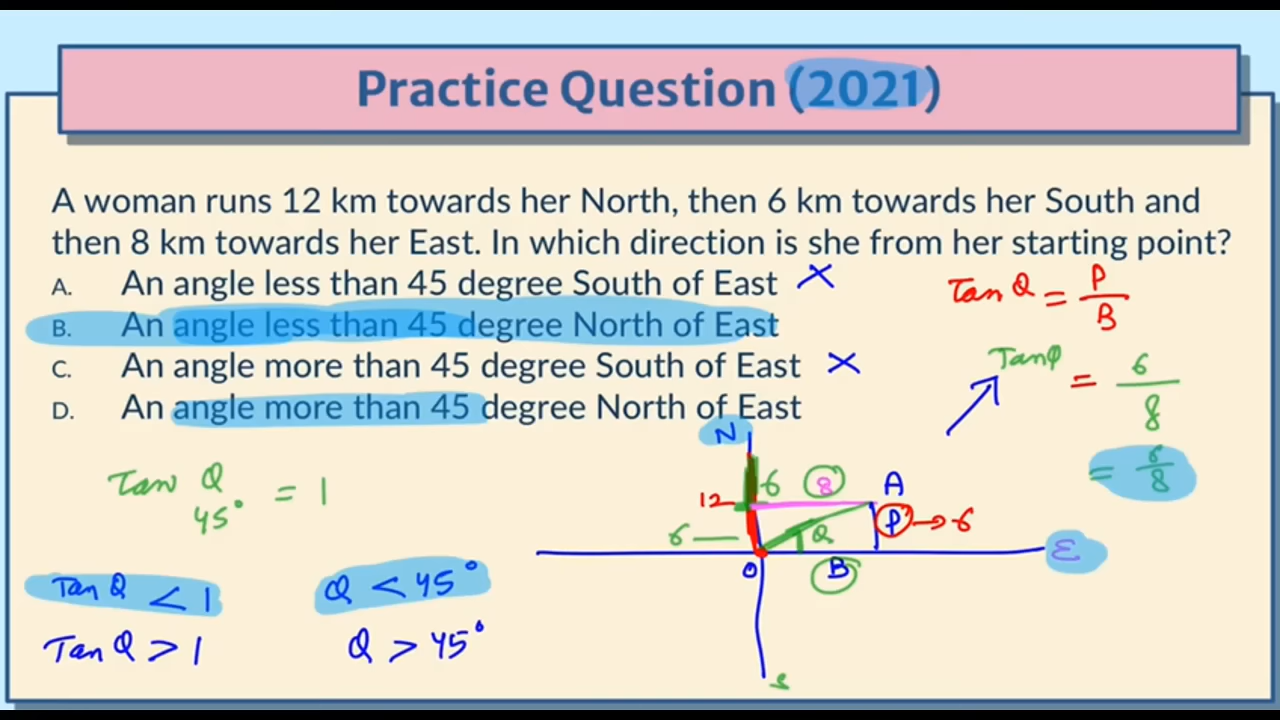 Practice Question (2021)
A woman runs 12 km towards her North, then 6 km towards her South and
then 8 km towards her East. In which direction is she from her starting point?
A. An angle less than 45 degree South of East X
B. An angle less than 45 degree North of East
C. An angle more than 45 degree South of East X
D. An angle more than 45 degree North of East
Tan Q = P/B
Tan Q = 6/8
= 6/8
Tan Q = 1
45°
Tan Q < 1
Q < 45°
Tan Q > 1
Q > 45°
N
6 8 A
12
P → 6
6
Q
E
O B
S